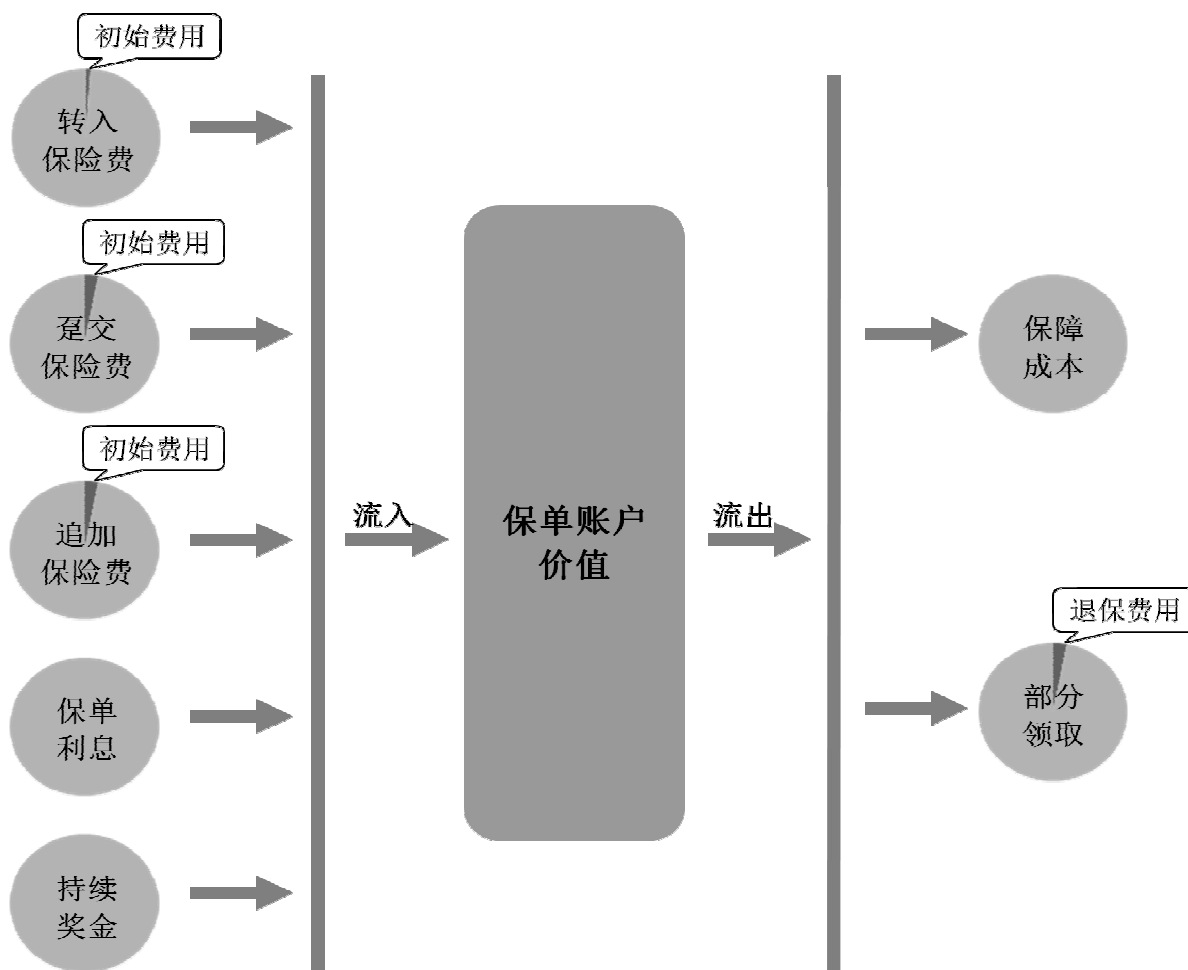 初始费用
转入
保险费
初始费用
趸交
保险费
初始费用
追加
保险费
保单
利息
持续
奖金
流入
保单账户
价值
流出
保障
成本
退保费用
部分
领取